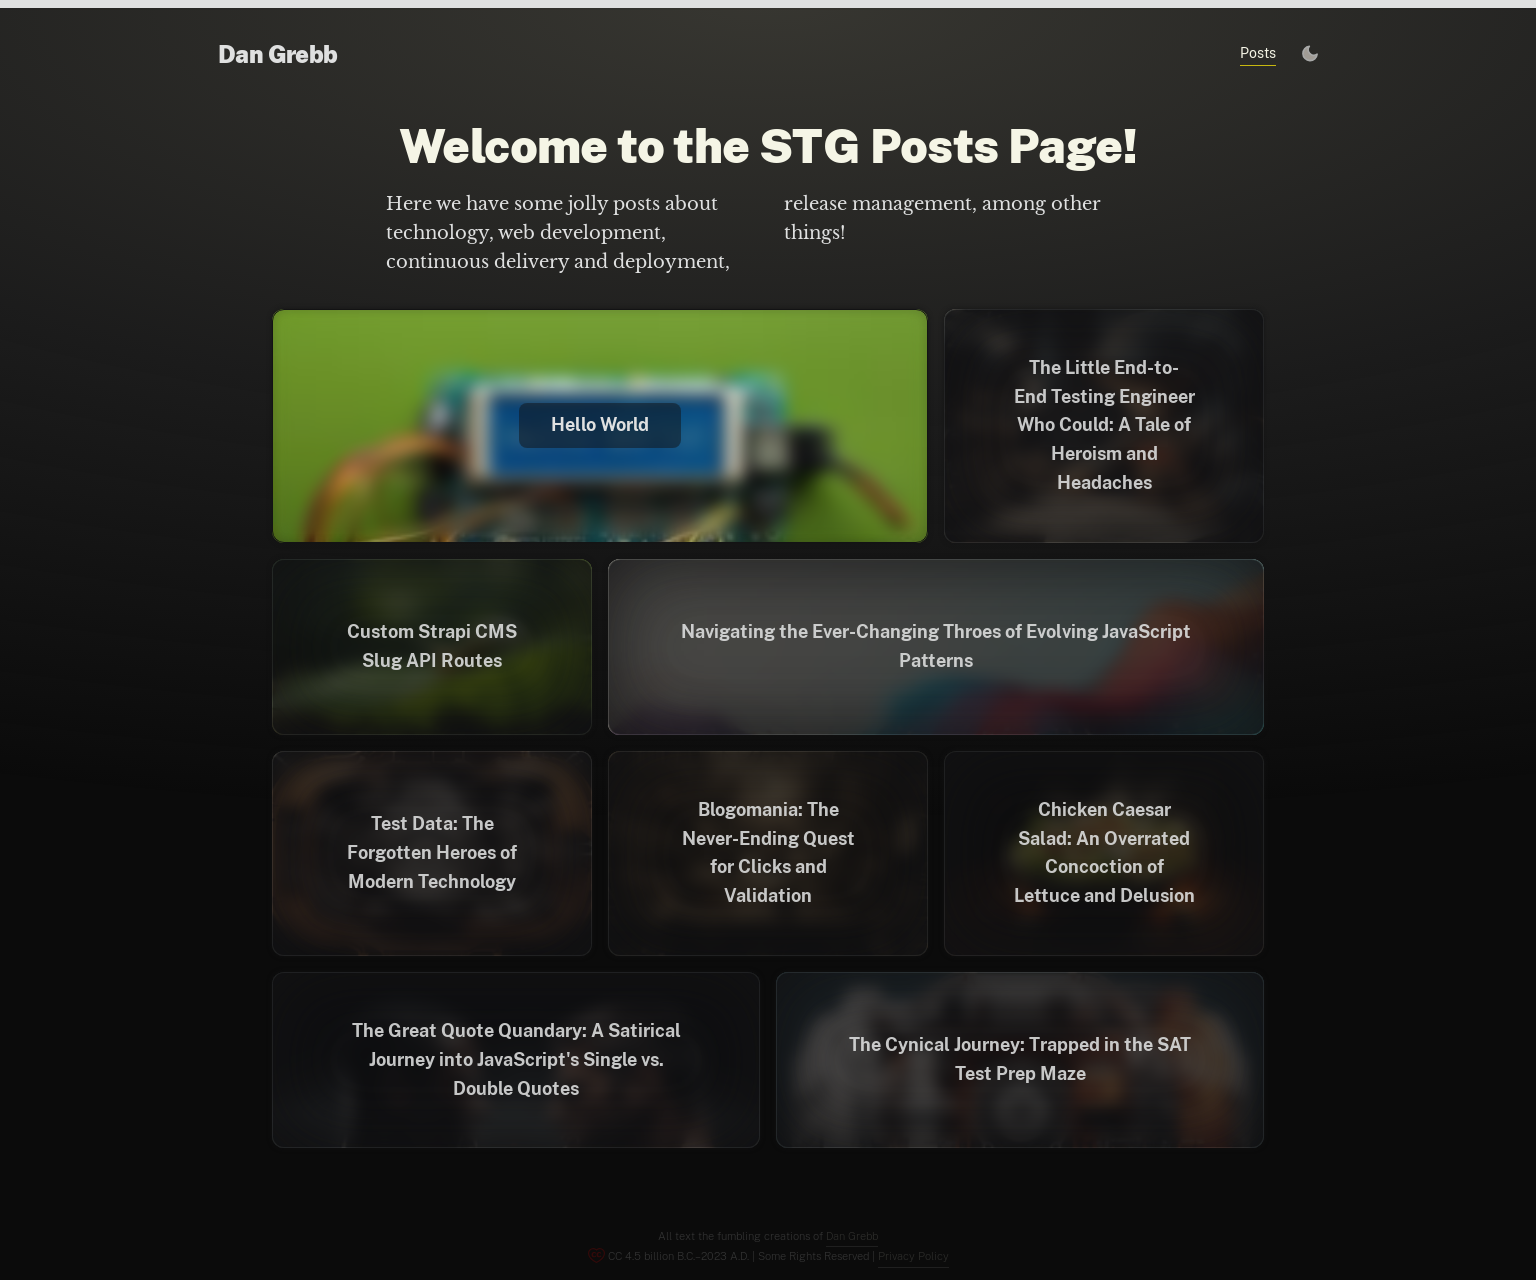 Dan Grebb
Posts
Welcome to the STG Posts Page!
Here we have some jolly posts about
technology, web development,
continuous delivery and deployment,
release management, among other
things!
Hello World
The Little End-to-
End Testing Engineer
Who Could: A Tale of
Heroism and
Headaches
Custom Strapi CMS
Slug API Routes
Navigating the Ever-Changing Throes of Evolving JavaScript
Patterns
Test Data: The
Forgotten Heroes of
Modern Technology
Blogomania: The
Never-Ending Quest
for Clicks and
Validation
Chicken Caesar
Salad: An Overrated
Concoction of
Lettuce and Delusion
The Great Quote Quandary: A Satirical
Journey into JavaScript's Single vs.
Double Quotes
The Cynical Journey: Trapped in the SAT
Test Prep Maze
All text the fumbling creations of Dan Grebb
CC 4.5 billion B.C.–2023 A.D. | Some Rights Reserved | Privacy Policy